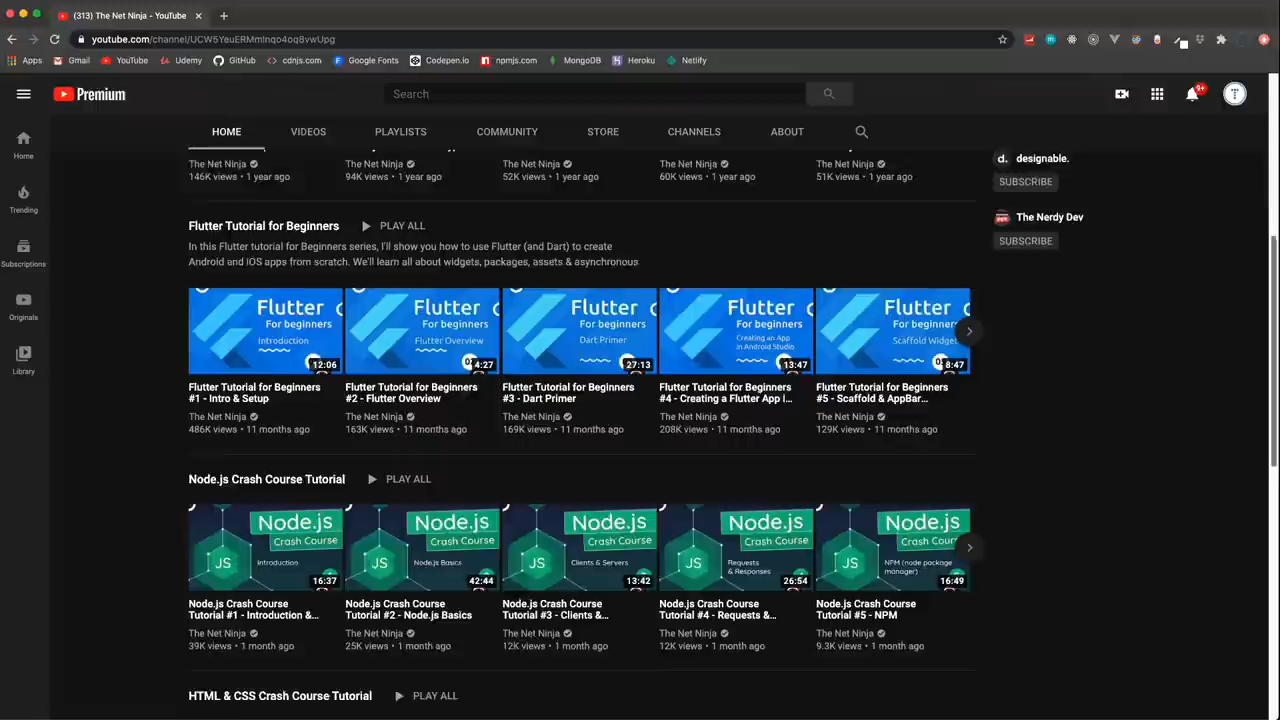 (313) The Net Ninja - YouTube
youtube.com/channel/UCW5YeuERMmlnqo4oq8vwUpg
Apps Gmail YouTube Udemy GitHub cdnjs.com Google Fonts Codepen.io npmjs.com MongoDB Heroku Netlify
Premium
Search
9+
HOME VIDEOS PLAYLISTS COMMUNITY STORE CHANNELS ABOUT
Home
Trending
Subscriptions
Originals
Library
The Net Ninja The Net Ninja The Net Ninja The Net Ninja The Net Ninja
146K views • 1 year ago 94K views • 1 year ago 52K views • 1 year ago 60K views • 1 year ago 51K views • 1 year ago
d. designable.
SUBSCRIBE
The Nerdy Dev
SUBSCRIBE
Flutter Tutorial for Beginners PLAY ALL
In this Flutter tutorial for Beginners series, I'll show you how to use Flutter (and Dart) to create
Android and IOS apps from scratch. We'll learn all about widgets, packages, assets & asynchronous
Flutter Flutter Flutter Flutter Flutter
For beginners For beginners For beginners For beginners For beginners
Introduction Flutter Overview Dart Primer Creating an App in Android Studio Scaffold Widget
12:06 4:27 27:13 13:47 8:47
Flutter Tutorial for Beginners Flutter Tutorial for Beginners Flutter Tutorial for Beginners Flutter Tutorial for Beginners Flutter Tutorial for Beginners
#1 - Intro & Setup #2 - Flutter Overview #3 - Dart Primer #4 - Creating a Flutter App i... #5 - Scaffold & AppBar...
The Net Ninja The Net Ninja The Net Ninja The Net Ninja The Net Ninja
486K views • 11 months ago 163K views • 11 months ago 169K views • 11 months ago 208K views • 11 months ago 129K views • 11 months ago
Node.js Crash Course Tutorial PLAY ALL
Node.js Node.js Node.js Node.js Node.js
Crash Course Crash Course Crash Course Crash Course Crash Cour
JS Introduction JS Node.js Basics JS Clients & Servers JS Requests & Responses JS NPM (node package manager)
16:37 42:44 13:42 26:54 16:49
Node.js Crash Course Node.js Crash Course Node.js Crash Course Node.js Crash Course Node.js Crash Course
Tutorial #1 - Introduction &... Tutorial #2 - Node.js Basics Tutorial #3 - Clients &... Tutorial #4 - Requests &... Tutorial #5 - NPM
The Net Ninja The Net Ninja The Net Ninja The Net Ninja The Net Ninja
39K views • 1 month ago 25K views • 1 month ago 12K views • 1 month ago 12K views • 1 month ago 9.3K views • 1 month ago
HTML & CSS Crash Course Tutorial PLAY ALL